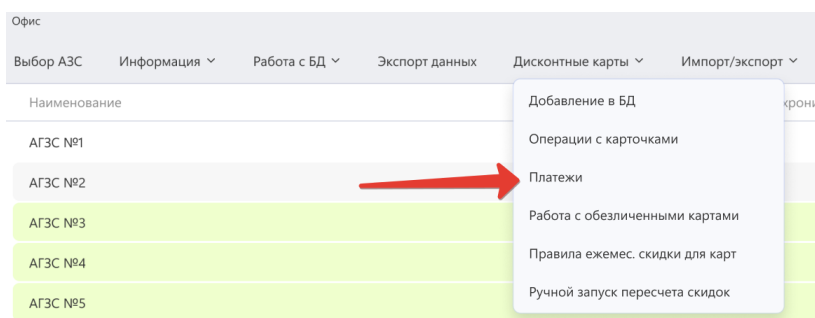 Офис
Выбор АЗС Информация Работа с БД Экспорт данных Дисконтные карты Импорт/экспорт
Наименование
Добавление в БД
АГЗС №1
Операции с карточками
АГЗС №2
Платежи
АГЗС №3
Работа с обезличенными картами
АГЗС №4
Правила ежемес. скидки для карт
АГЗС №5
Ручной запуск пересчета скидок